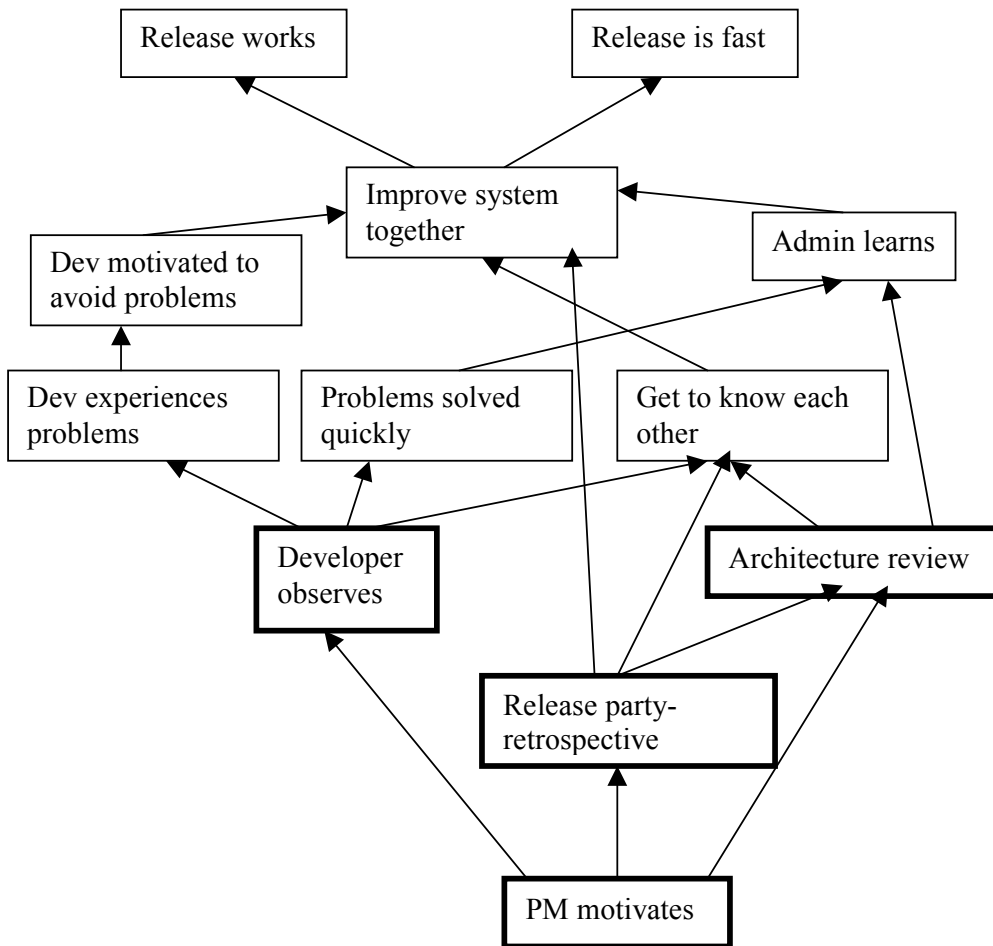 Release works
Release is fast
Improve system
together
Admin learns
Dev motivated to
avoid problems
Dev experiences
problems
Problems solved
quickly
Get to know each
other
Developer
observes
Architecture review
Release party-
retrospective
PM motivates